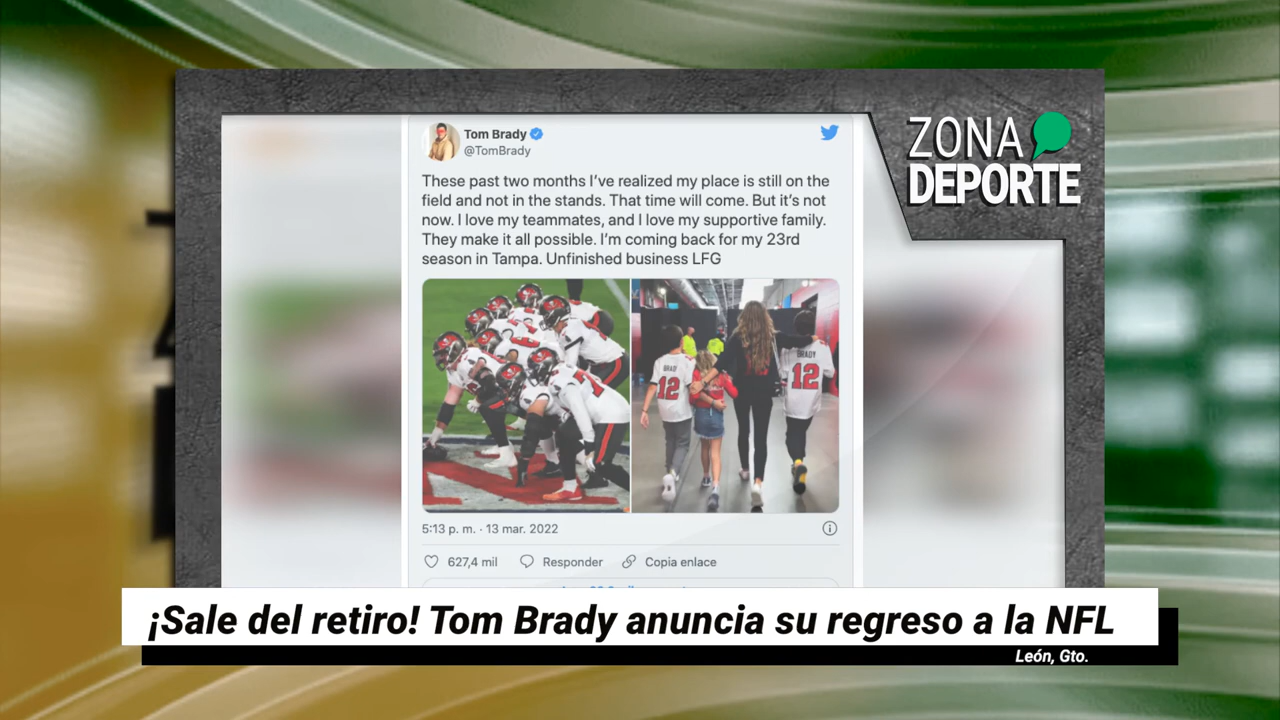 ZONA
DEPORTE
Tom Brady
@TomBrady
These past two months I’ve realized my place is still on the
field and not in the stands. That time will come. But it’s not
now. I love my teammates, and I love my supportive family.
They make it all possible. I’m coming back for my 23rd
season in Tampa. Unfinished business LFG
BRADY
12
BRADY
12
5:13 p. m. · 13 mar. 2022
627,4 mil
Responder
Copia enlace
¡Sale del retiro! Tom Brady anuncia su regreso a la NFL
León, Gto.